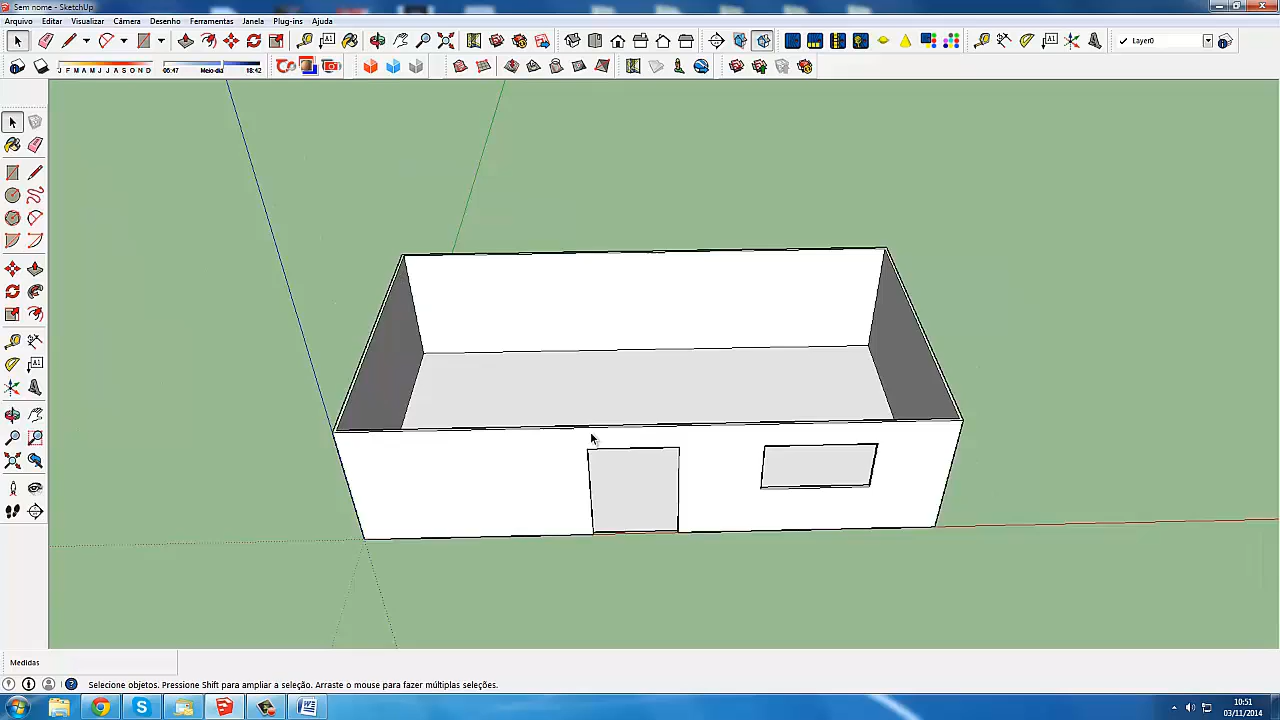 Sem nome - SketchUp
Arquivo Editar Visualizar Câmera Desenho Ferramentas Janela Plug-ins Ajuda
Layer0
J F M A M J J A S O N D 05:47 Meio-dia 18:42
Medidas
Selecione objetos. Pressione Shift para ampliar a seleção. Arraste o mouse para fazer múltiplas seleções.
10:51
03/11/2014